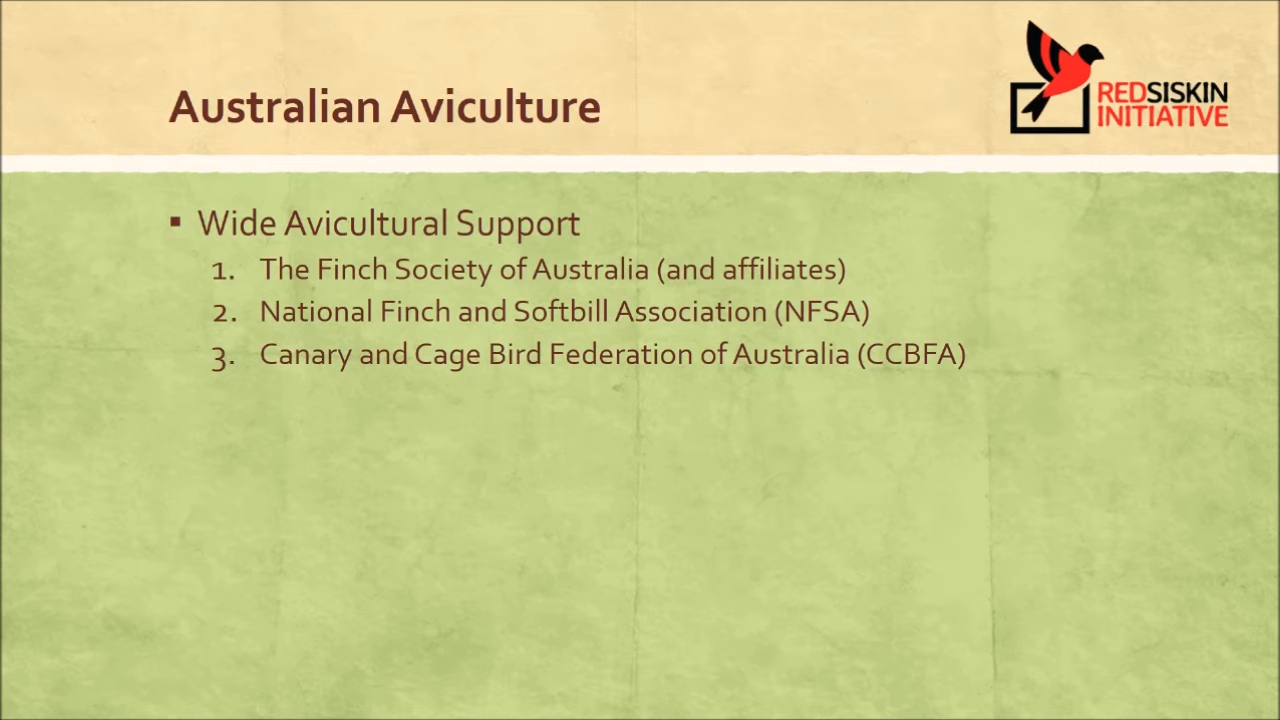 Australian Aviculture
REDSISKIN
INITIATIVE
▪ Wide Avicultural Support
1. The Finch Society of Australia (and affiliates)
2. National Finch and Softbill Association (NFSA)
3. Canary and Cage Bird Federation of Australia (CCBFA)